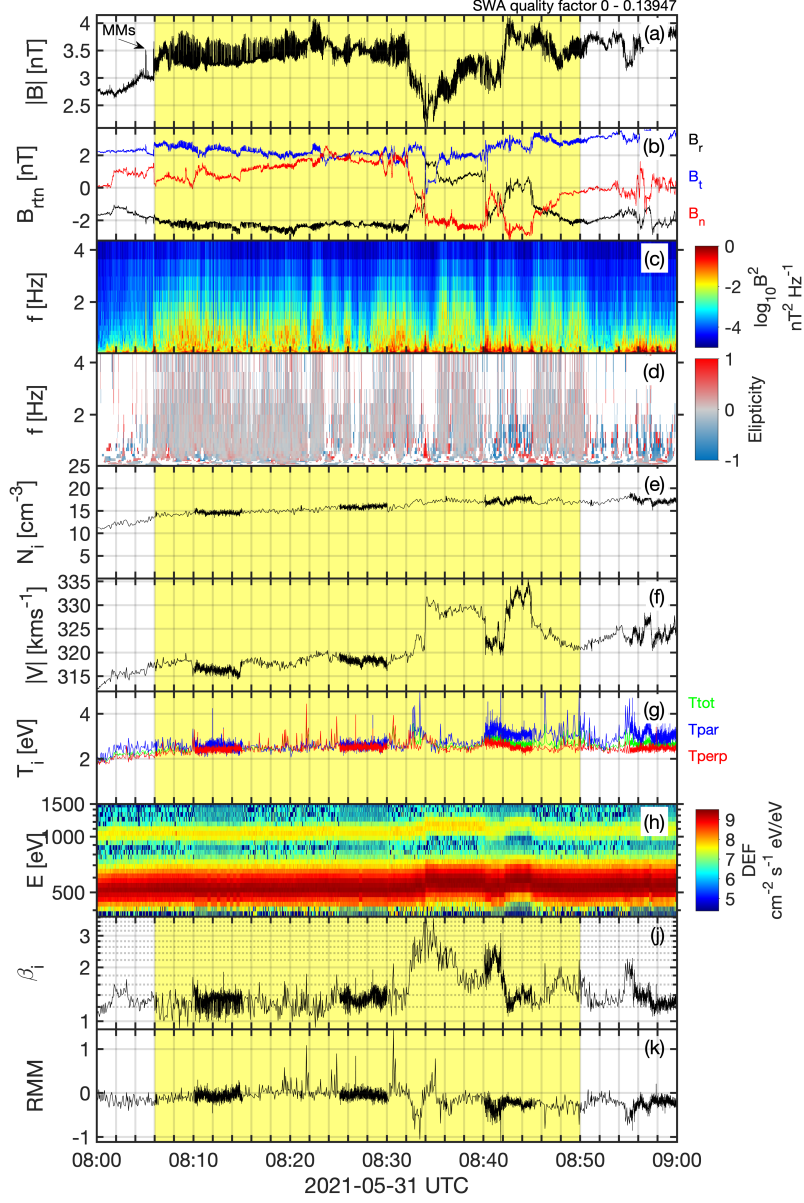 SWA quality factor 0 - 0.13947
MMs
(a)
|B| [nT]
4
3.5
3
2.5
(b)
B_rtn [nT]
2
0
-2
B_r
B_t
B_n
(c)
f [Hz]
4
2
0
-2
-4
log_10B^2
nT^2 Hz^-1
(d)
f [Hz]
4
2
1
0
-1
Elipticity
(e)
N_i [cm^-3]
25
20
15
10
5
(f)
|V| [kms^-1]
335
330
325
320
315
(g)
T_i [eV]
4
2
Ttot
Tpar
Tperp
(h)
E [eV]
1500
1000
500
9
8
7
6
5
DEF
cm^-2 s^-1 eV/eV
(j)
β_i
3
2
1
(k)
RMM
1
0
-1
08:00 08:10 08:20 08:30 08:40 08:50 09:00
2021-05-31 UTC